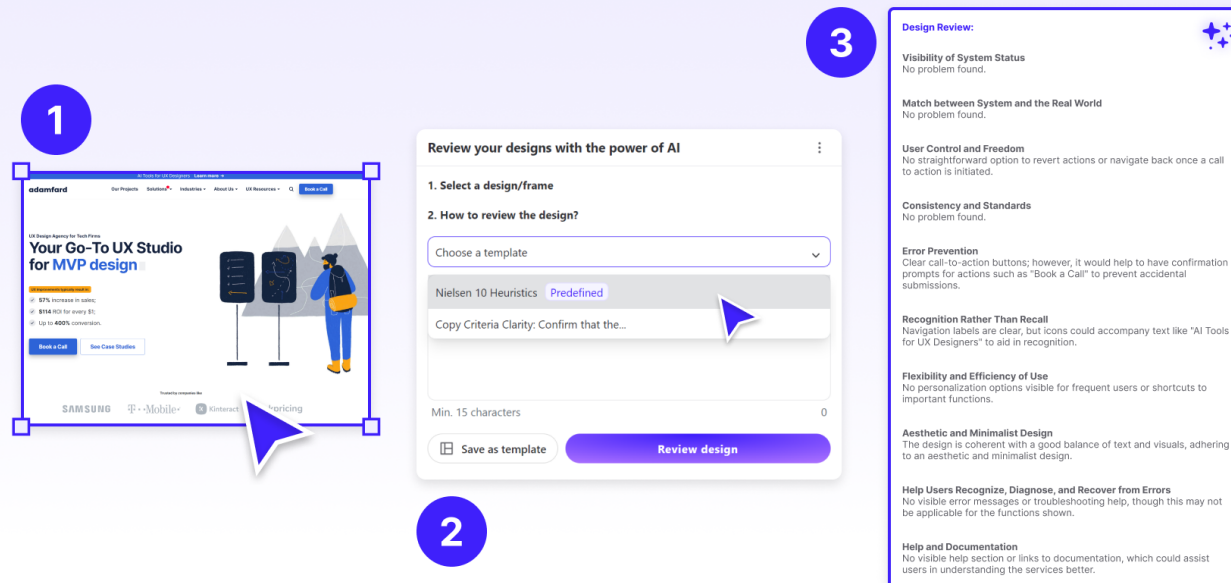 1
AI Tools for UX Designers Learn more →
adamfard
Our Projects Solutions Industries About Us UX Resources Book a Call
UX Design Agency for Tech Firms
Your Go-To UX Studio
for MVP design
UX improvements typically result in:
57% increase in sales;
$114 ROI for every $1;
Up to 400% conversion.
Book a Call See Case Studies
Trusted by companies like
SAMSUNG T··Mobile· Kinteract pricing
Review your designs with the power of AI
1. Select a design/frame
2. How to review the design?
Choose a template
Nielsen 10 Heuristics Predefined
Copy Criteria Clarity: Confirm that the...
Min. 15 characters 0
Save as template Review design
2
3
Design Review:
Visibility of System Status
No problem found.
Match between System and the Real World
No problem found.
User Control and Freedom
No straightforward option to revert actions or navigate back once a call
to action is initiated.
Consistency and Standards
No problem found.
Error Prevention
Clear call-to-action buttons; however, it would help to have confirmation
prompts for actions such as "Book a Call" to prevent accidental
submissions.
Recognition Rather Than Recall
Navigation labels are clear, but icons could accompany text like "AI Tools
for UX Designers" to aid in recognition.
Flexibility and Efficiency of Use
No personalization options visible for frequent users or shortcuts to
important functions.
Aesthetic and Minimalist Design
The design is coherent with a good balance of text and visuals, adhering
to an aesthetic and minimalist design.
Help Users Recognize, Diagnose, and Recover from Errors
No visible error messages or troubleshooting help, though this may not
be applicable for the functions shown.
Help and Documentation
No visible help section or links to documentation, which could assist
users in understanding the services better.